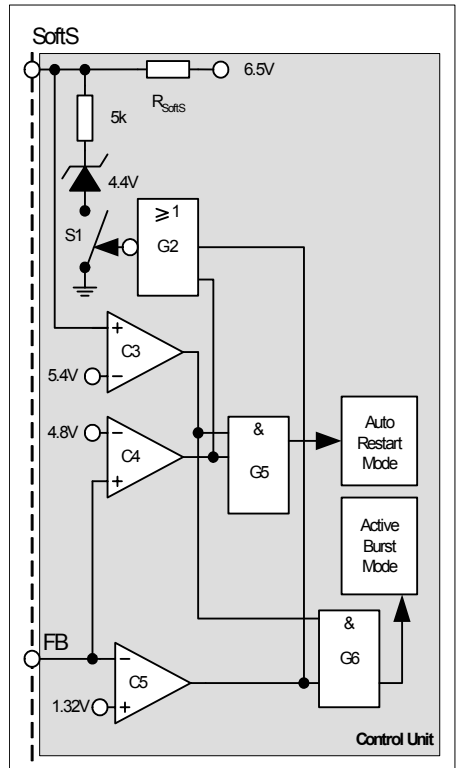 SoftS
6.5V
R_SoftS
5k
4.4V
S1
≥1
G2
+
C3
5.4V
−
4.8V
−
C4
+
&
G5
Auto
Restart
Mode
Active
Burst
Mode
&
G6
FB
−
C5
1.32V
+
Control Unit